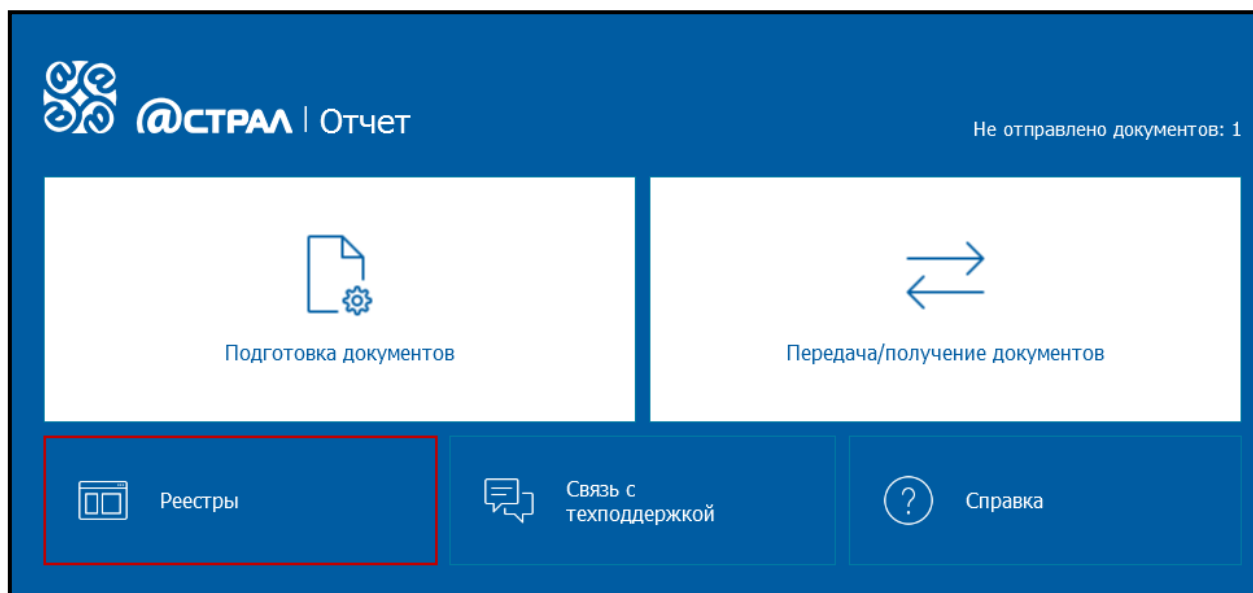 @СТРАЛ | Отчет
Не отправлено документов: 1
Подготовка документов
Передача/получение документов
Реестры
Связь с
техподдержкой
? Справка